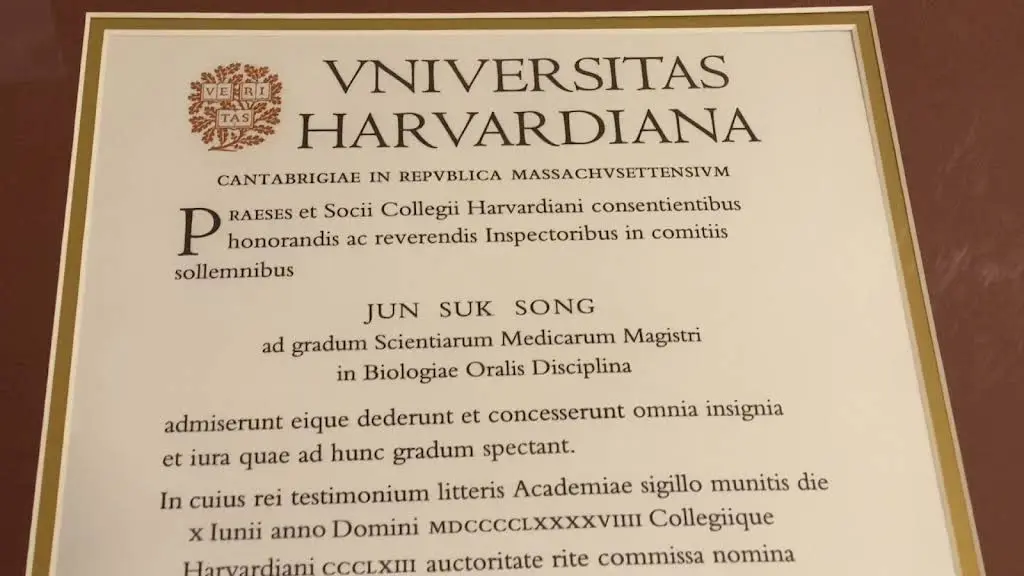 VE RI
TAS
VNIVERSITAS
HARVARDIANA
CANTABRIGIAE IN REPVBLICA MASSACHVSETTENSIVM
PRAESES et Socii Collegii Harvardiani consentientibus
honorandis ac reverendis Inspectoribus in comitiis
sollemnibus
JUN SUK SONG
ad gradum Scientiarum Medicarum Magistri
in Biologiae Oralis Disciplina
admiserunt eique dederunt et concesserunt omnia insignia
et iura quae ad hunc gradum spectant.
In cuius rei testimonium litteris Academiae sigillo munitis die
x Iunii anno Domini MDCCCCLXXXXVIIII Collegiique
Harvardiani CCCLXIII auctoritate rite commissa nomina